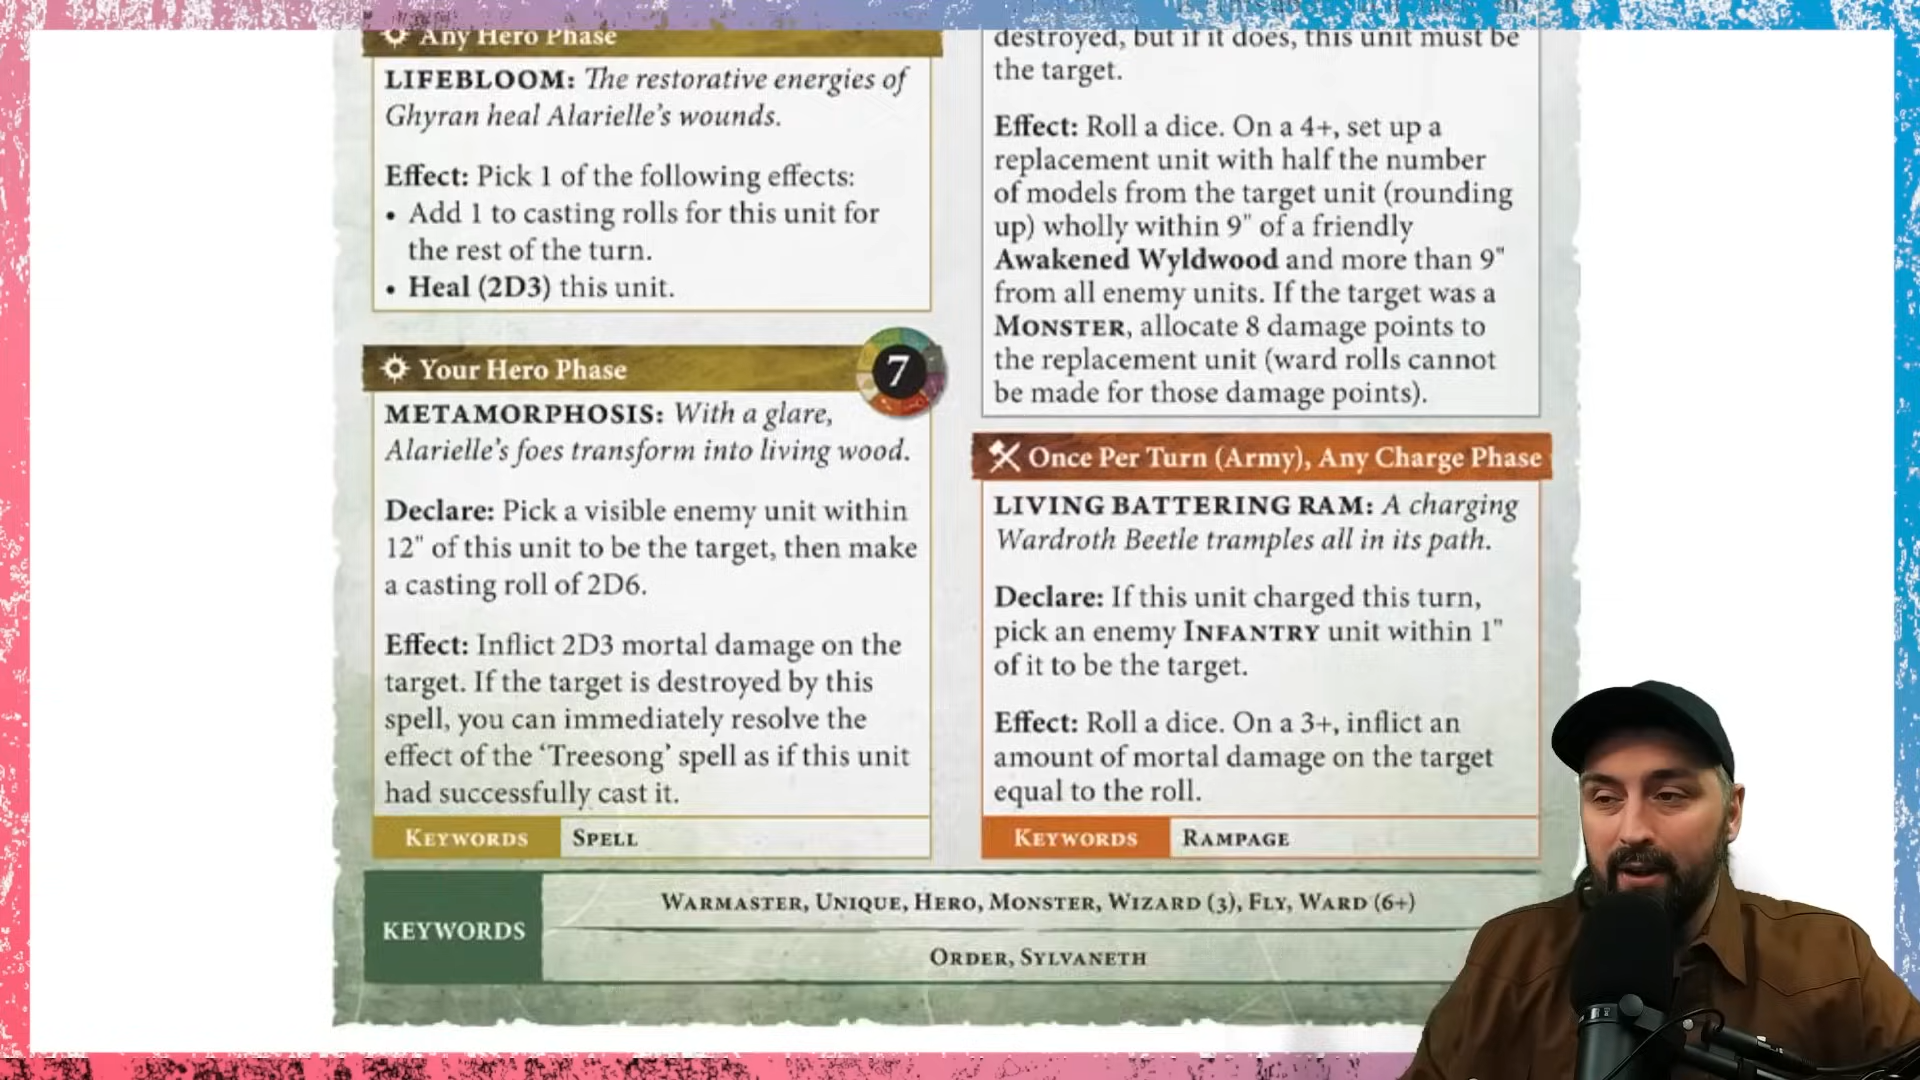 Any Hero Phase
LIFEBLOOM: The restorative energies of
Ghyran heal Alarielle's wounds.
Effect: Pick 1 of the following effects:
• Add 1 to casting rolls for this unit for
the rest of the turn.
• Heal (2D3) this unit.
Your Hero Phase
7
METAMORPHOSIS: With a glare,
Alarielle's foes transform into living wood.
Declare: Pick a visible enemy unit within
12" of this unit to be the target, then make
a casting roll of 2D6.
Effect: Inflict 2D3 mortal damage on the
target. If the target is destroyed by this
spell, you can immediately resolve the
effect of the ‘Treesong’ spell as if this unit
had successfully cast it.
KEYWORDS SPELL
destroyed, but if it does, this unit must be
the target.
Effect: Roll a dice. On a 4+, set up a
replacement unit with half the number
of models from the target unit (rounding
up) wholly within 9" of a friendly
Awakened Wyldwood and more than 9"
from all enemy units. If the target was a
MONSTER, allocate 8 damage points to
the replacement unit (ward rolls cannot
be made for those damage points).
Once Per Turn (Army), Any Charge Phase
LIVING BATTERING RAM: A charging
Wardroth Beetle tramples all in its path.
Declare: If this unit charged this turn,
pick an enemy INFANTRY unit within 1"
of it to be the target.
Effect: Roll a dice. On a 3+, inflict an
amount of mortal damage on the target
equal to the roll.
KEYWORDS RAMPAGE
KEYWORDS
WARMASTER, UNIQUE, HERO, MONSTER, WIZARD (3), FLY, WARD (6+)
ORDER, SYLVANETH